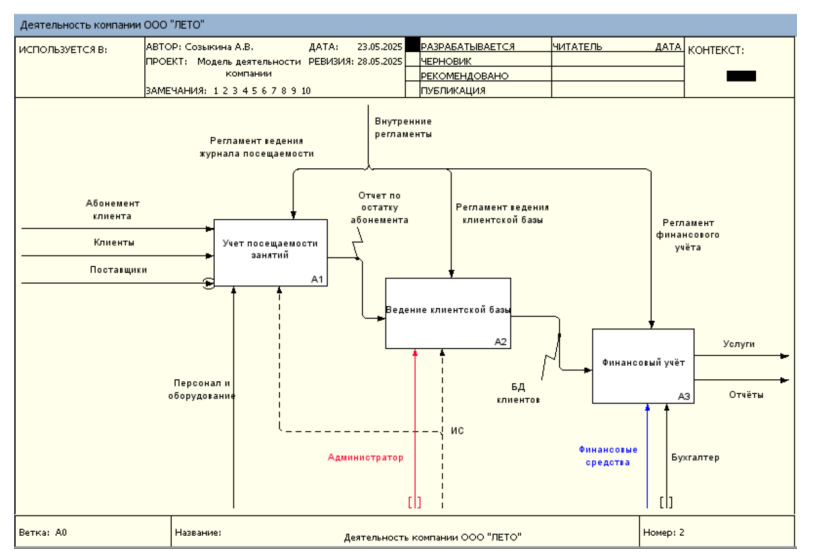 Деятельность компании ООО "ЛЕТО"
ИСПОЛЬЗУЕТСЯ В:
АВТОР: Созыкина А.В.
ДАТА: 23.05.2025
ПРОЕКТ: Модель деятельности компании
РЕВИЗИЯ: 28.05.2025
ЗАМЕЧАНИЯ: 1 2 3 4 5 6 7 8 9 10
РАЗРАБАТЫВАЕТСЯ
ЧЕРНОВИК
РЕКОМЕНДОВАНО
ПУБЛИКАЦИЯ
ЧИТАТЕЛЬ
ДАТА
КОНТЕКСТ:
Внутренние
регламенты
Регламент ведения
журнала посещаемости
Отчет по
остатку
абонемента
Регламент ведения
клиентской базы
Регламент
финансового
учёта
Абонемент
клиента
Клиенты
Поставщики
Учет посещаемости
занятий
A1
Ведение клиентской базы
A2
Финансовый учёт
A3
Услуги
Отчёты
БД
клиентов
Персонал и
оборудование
ИС
Администратор
Финансовые
средства
Бухгалтер
Ветка: A0
Название:
Деятельность компании ООО "ЛЕТО"
Номер: 2